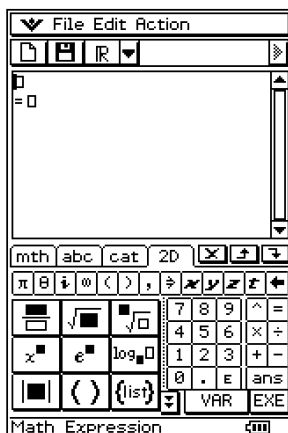 File Edit Action
ℝ
=
mth abc cat 2D
π θ i ∞ ( ) , ⇒ x y z t ←
√■ ■√□ 7 8 9 ^ =
4 5 6 × ÷
x■ e■ log■□ 1 2 3 + -
0 . E ans
|■| ( ) {list} VAR EXE
Math Expression